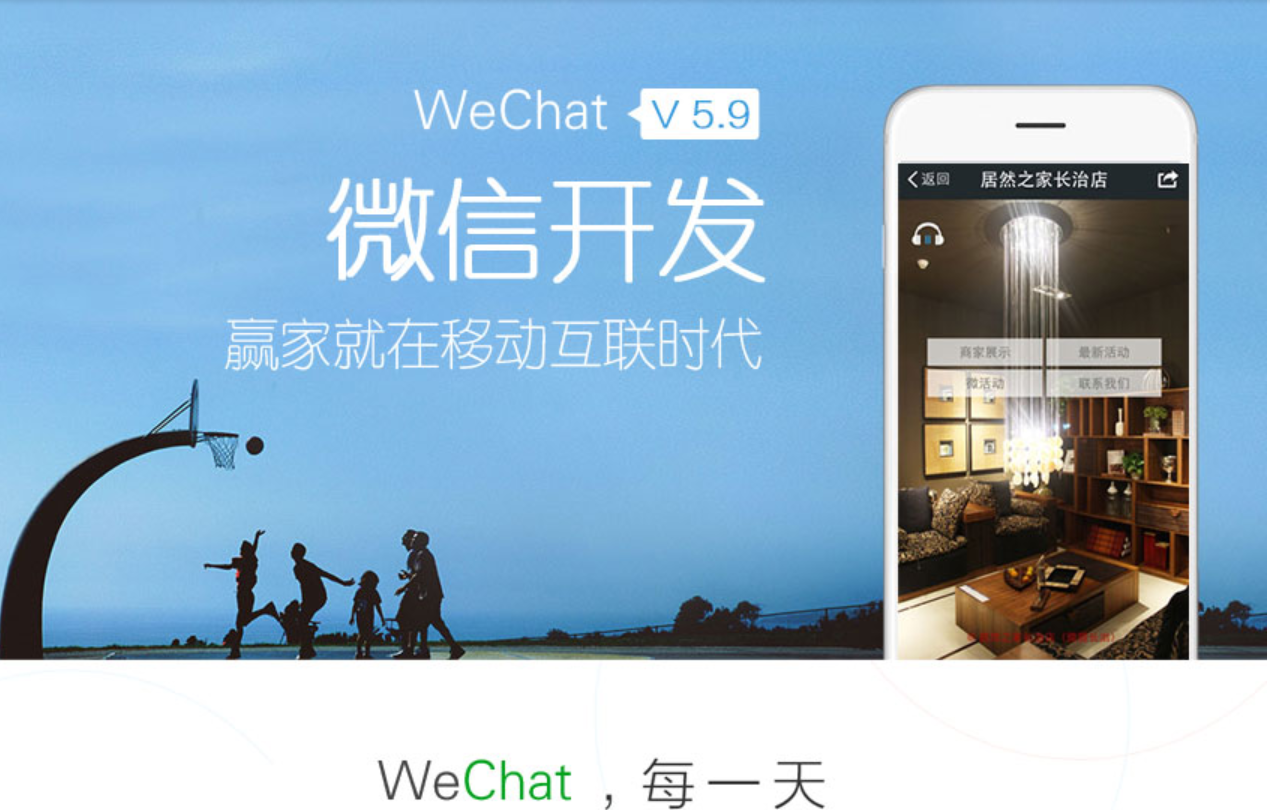 WeChat V 5.9
微信开发
赢家就在移动互联时代
返回 居然之家长治店
商家展示 最新活动
微活动 联系我们
WeChat，每一天